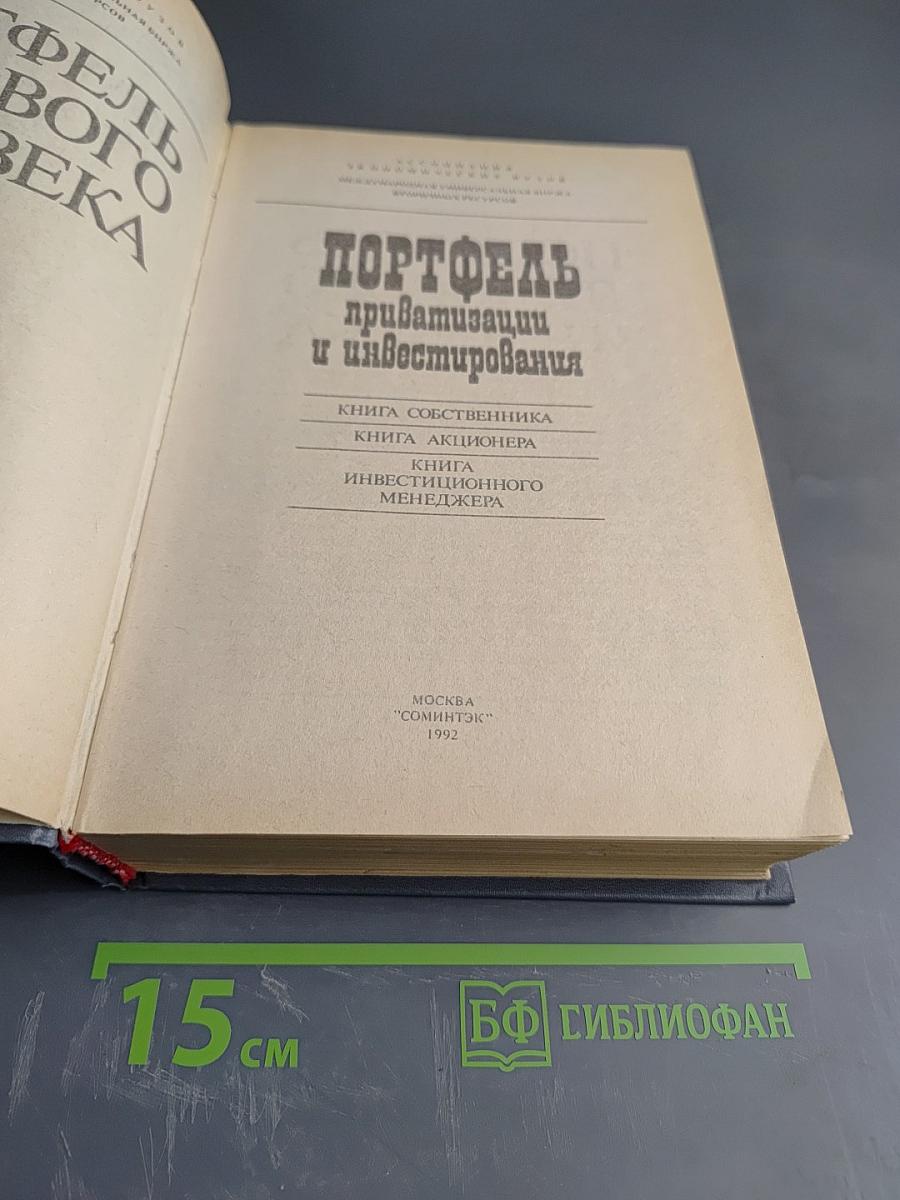 ФЕЛЬ
ВОГО
ВЕКА
ПОРТФЕЛЬ
приватизации
и инвестирования
КНИГА СОБСТВЕННИКА
КНИГА АКЦИОНЕРА
КНИГА
ИНВЕСТИЦИОННОГО
МЕНЕДЖЕРА
МОСКВА
"СОМИНТЭК"
1992
15 см
БФ БИБЛИОФАН